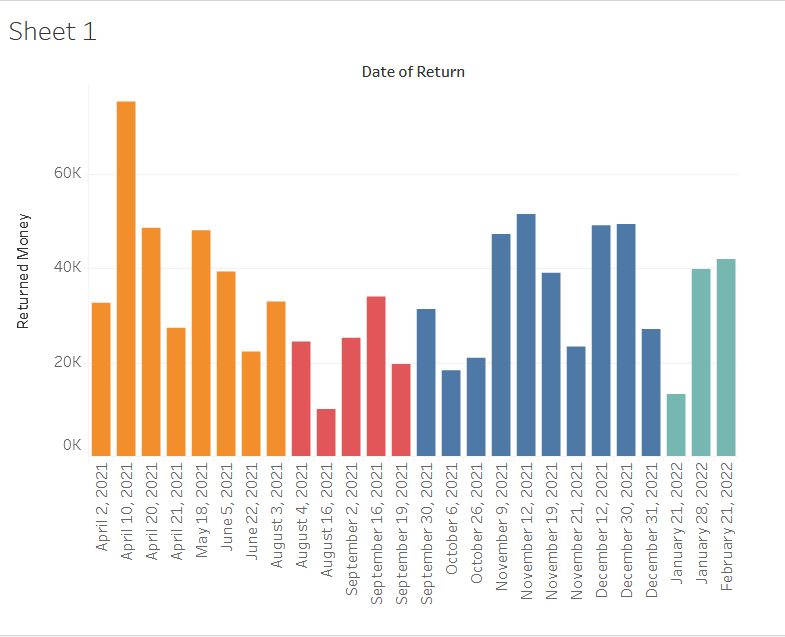 Sheet 1
Date of Return
Returned Money
60K
40K
20K
0K
April 2, 2021
April 10, 2021
April 20, 2021
April 21, 2021
May 18, 2021
June 5, 2021
June 22, 2021
August 3, 2021
August 4, 2021
August 16, 2021
September 2, 2021
September 16, 2021
September 19, 2021
September 30, 2021
October 6, 2021
October 26, 2021
November 9, 2021
November 12, 2021
November 19, 2021
November 21, 2021
December 12, 2021
December 30, 2021
December 31, 2021
January 21, 2022
January 28, 2022
February 21, 2022